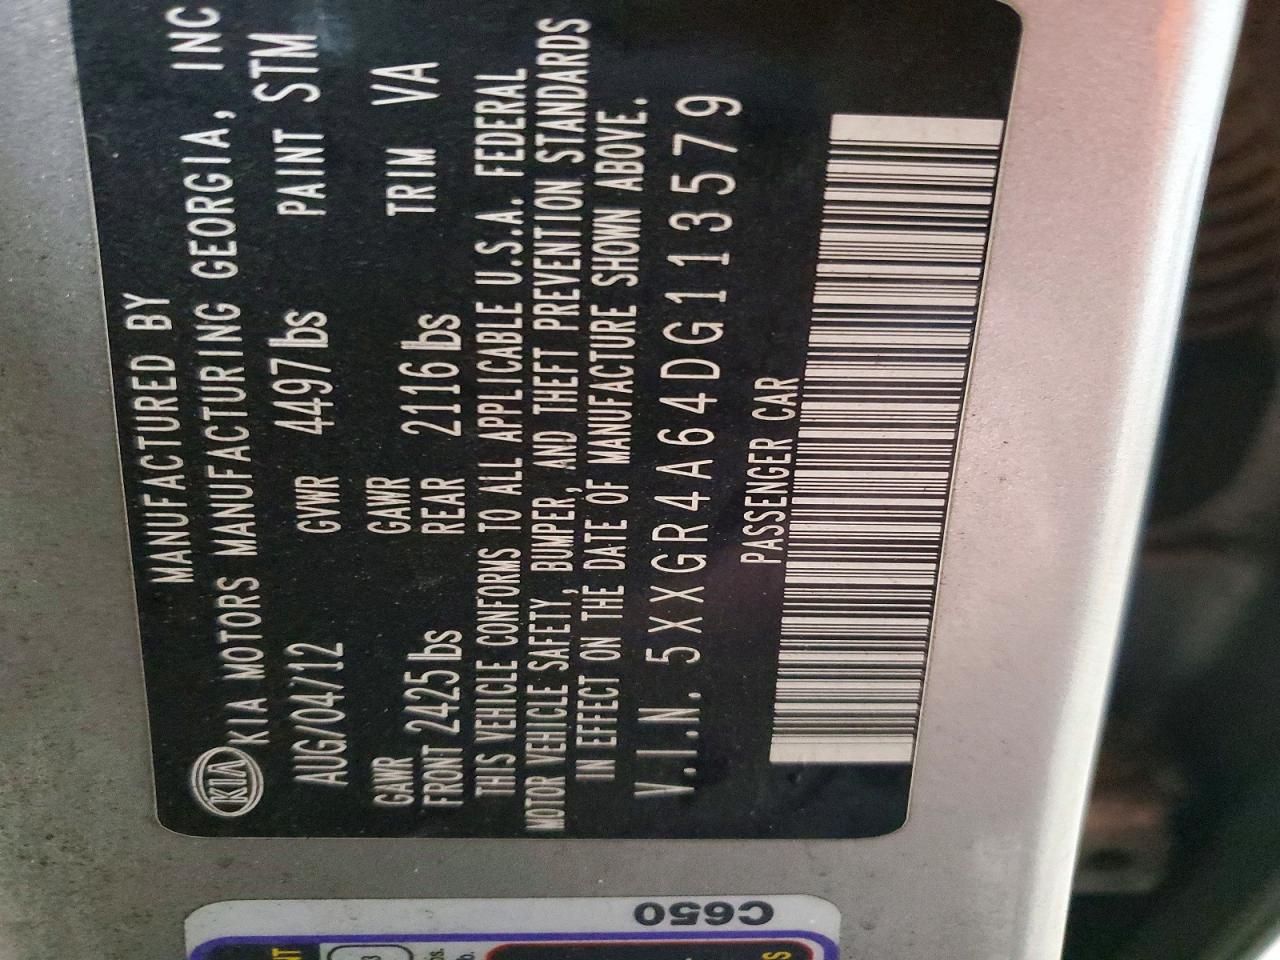 MANUFACTURED BY
KIA KIA MOTORS MANUFACTURING GEORGIA, INC
AUG/04/12 GVWR 4497lbs PAINT STM
GAWR FRONT 2425lbs GAWR REAR 2116lbs TRIM VA
THIS VEHICLE CONFORMS TO ALL APPLICABLE U.S.A. FEDERAL
MOTOR VEHICLE SAFETY, BUMPER, AND THEFT PREVENTION STANDARDS
IN EFFECT ON THE DATE OF MANUFACTURE SHOWN ABOVE.
V.I.N. 5XXGR4A64DG113579
PASSENGER CAR
C650